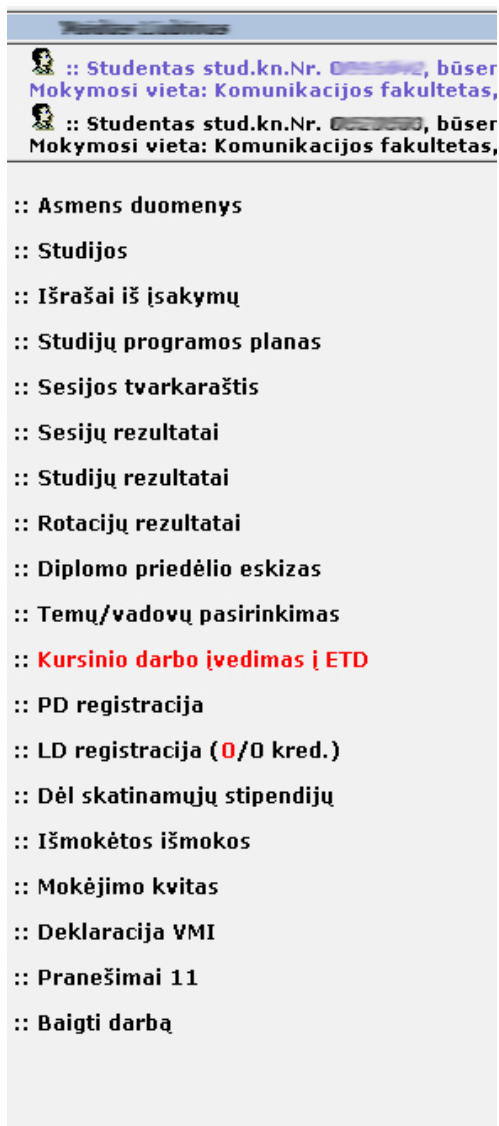 :: Studentas stud.kn.Nr. , būsen
Mokymosi vieta: Komunikacijos fakultetas,
:: Studentas stud.kn.Nr. , būsen
Mokymosi vieta: Komunikacijos fakultetas,
:: Asmens duomenys
:: Studijos
:: Išrašai iš įsakymų
:: Studijų programos planas
:: Sesijos tvarkaraštis
:: Sesijų rezultatai
:: Studijų rezultatai
:: Rotacijų rezultatai
:: Diplomo priedėlio eskizas
:: Temų/vadovų pasirinkimas
:: Kursinio darbo įvedimas į ETD
:: PD registracija
:: LD registracija (0/0 kred.)
:: Dėl skatinamųjų stipendijų
:: Išmokėtos išmokos
:: Mokėjimo kvitas
:: Deklaracija VMI
:: Pranešimai 11
:: Baigti darbą